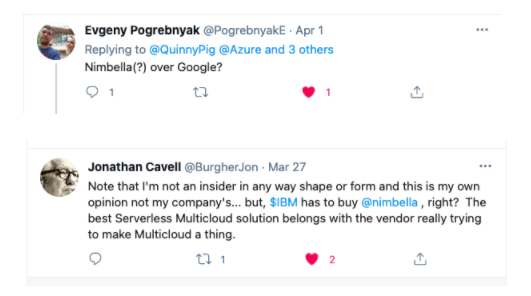 Evgeny Pogrebnyak @PogrebnyakE · Apr 1
Replying to @QuinnyPig @Azure and 3 others
Nimbella(?) over Google?
1 1
Jonathan Cavell @BurgherJon · Mar 27
Note that I'm not an insider in any way shape or form and this is my own
opinion not my company's... but, $IBM has to buy @nimbella , right? The
best Serverless Multicloud solution belongs with the vendor really trying
to make Multicloud a thing.
1 2